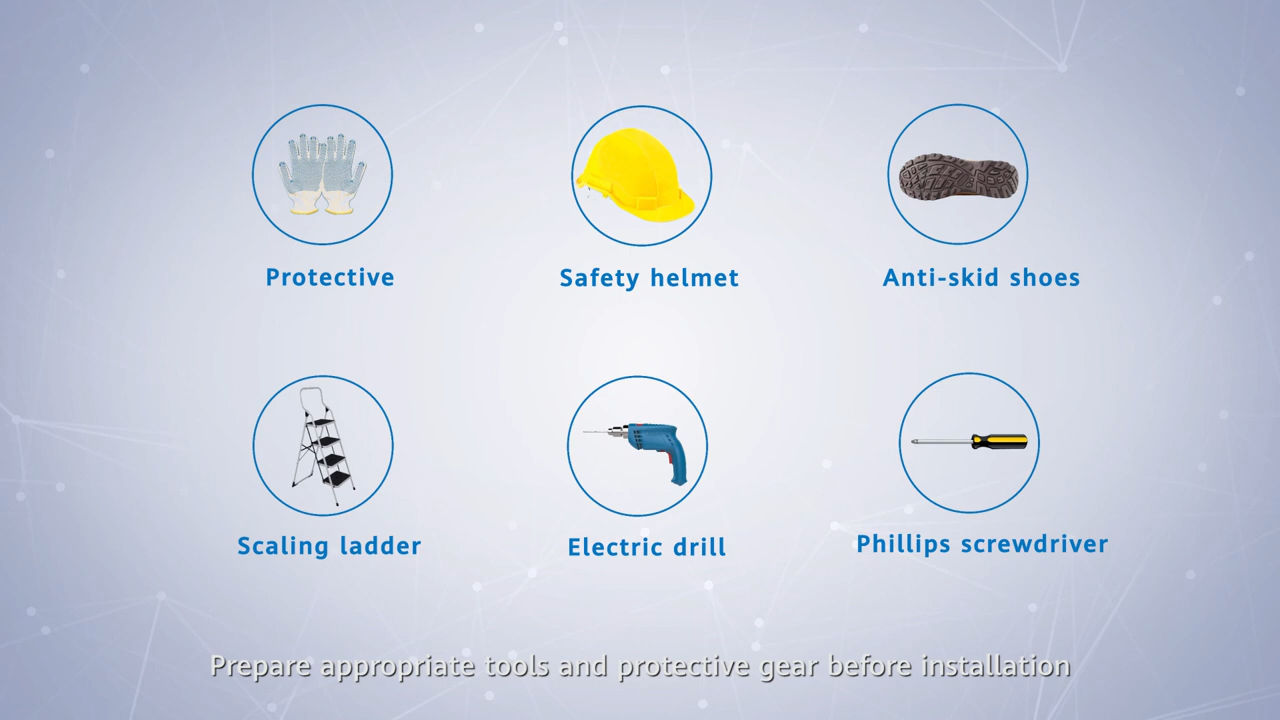 Protective
Safety helmet
Anti-skid shoes
Scaling ladder
Electric drill
Phillips screwdriver
Prepare appropriate tools and protective gear before installation